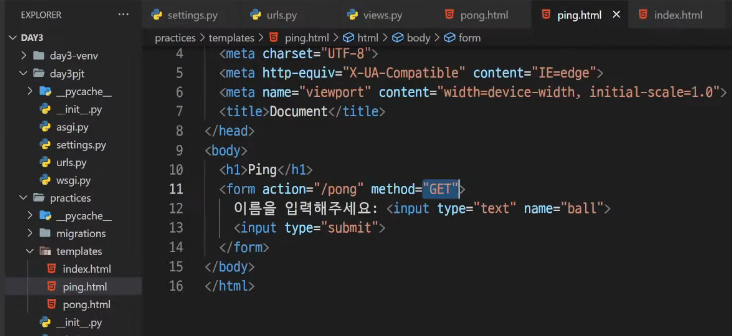 EXPLORER
DAY3
day3-venv
day3pjt
__pycache__
__init__.py
asgi.py
settings.py
urls.py
wsgi.py
practices
__pycache__
migrations
templates
index.html
ping.html
pong.html
__init__.py
settings.py urls.py views.py pong.html ping.html index.html
practices > templates > ping.html > html > body > form
4 <meta charset="UTF-8">
5 <meta http-equiv="X-UA-Compatible" content="IE=edge">
6 <meta name="viewport" content="width=device-width, initial-scale=1.0">
7 <title>Document</title>
8 </head>
9 <body>
10 <h1>Ping</h1>
11 <form action="/pong" method="GET">
12 이름을 입력해주세요: <input type="text" name="ball">
13 <input type="submit">
14 </form>
15 </body>
16 </html>